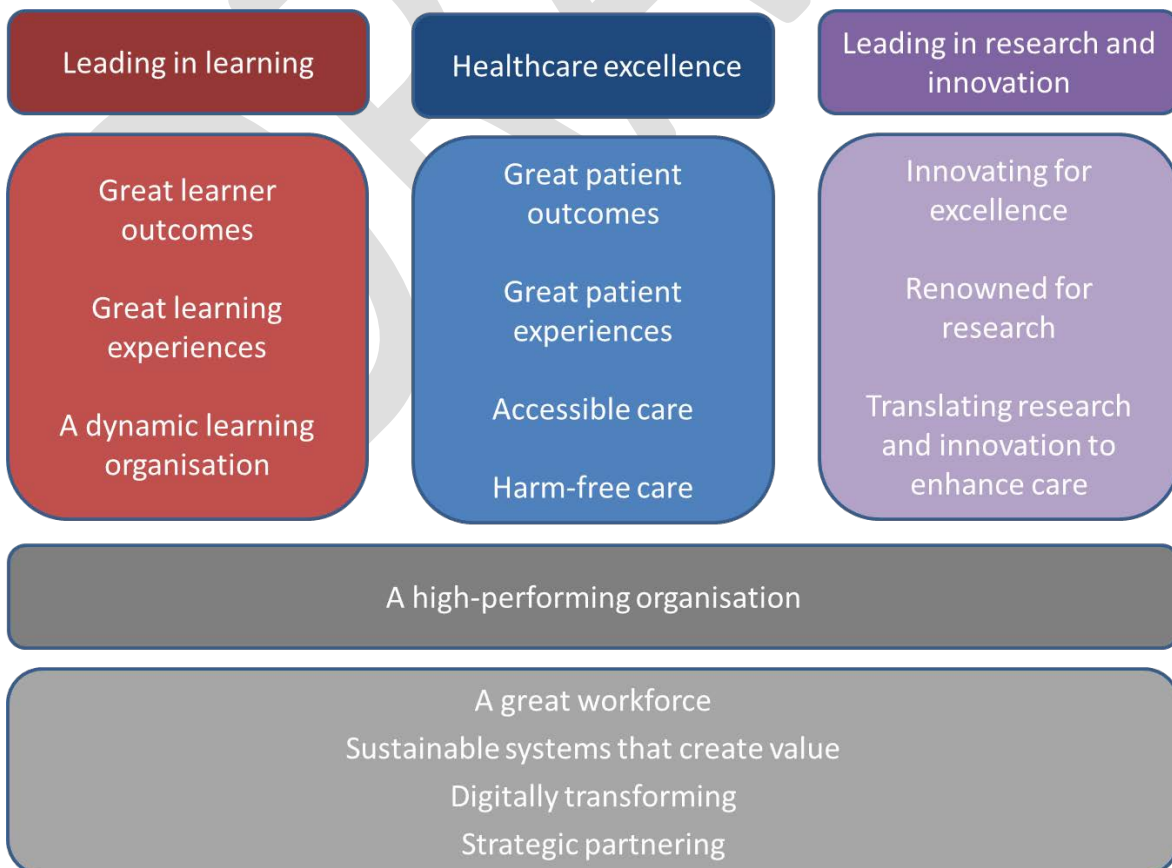 Leading in learning
Healthcare excellence
Leading in research and
innovation
Great learner
outcomes
Great learning
experiences
A dynamic learning
organisation
Great patient
outcomes
Great patient
experiences
Accessible care
Harm-free care
Innovating for
excellence
Renowned for
research
Translating research
and innovation to
enhance care
A high-performing organisation
A great workforce
Sustainable systems that create value
Digitally transforming
Strategic partnering